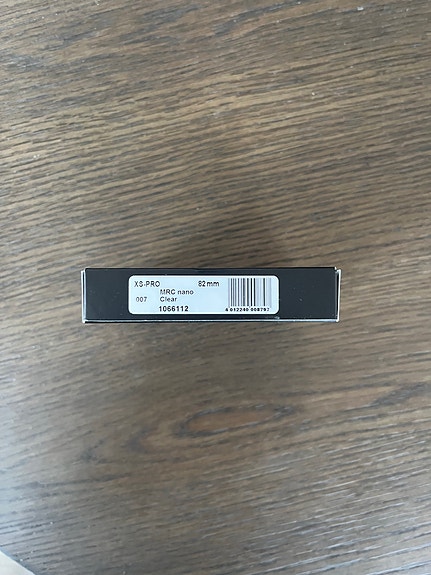 XS-PRO 82 mm
MRC nano
007 Clear
1066112
4 012240 008797